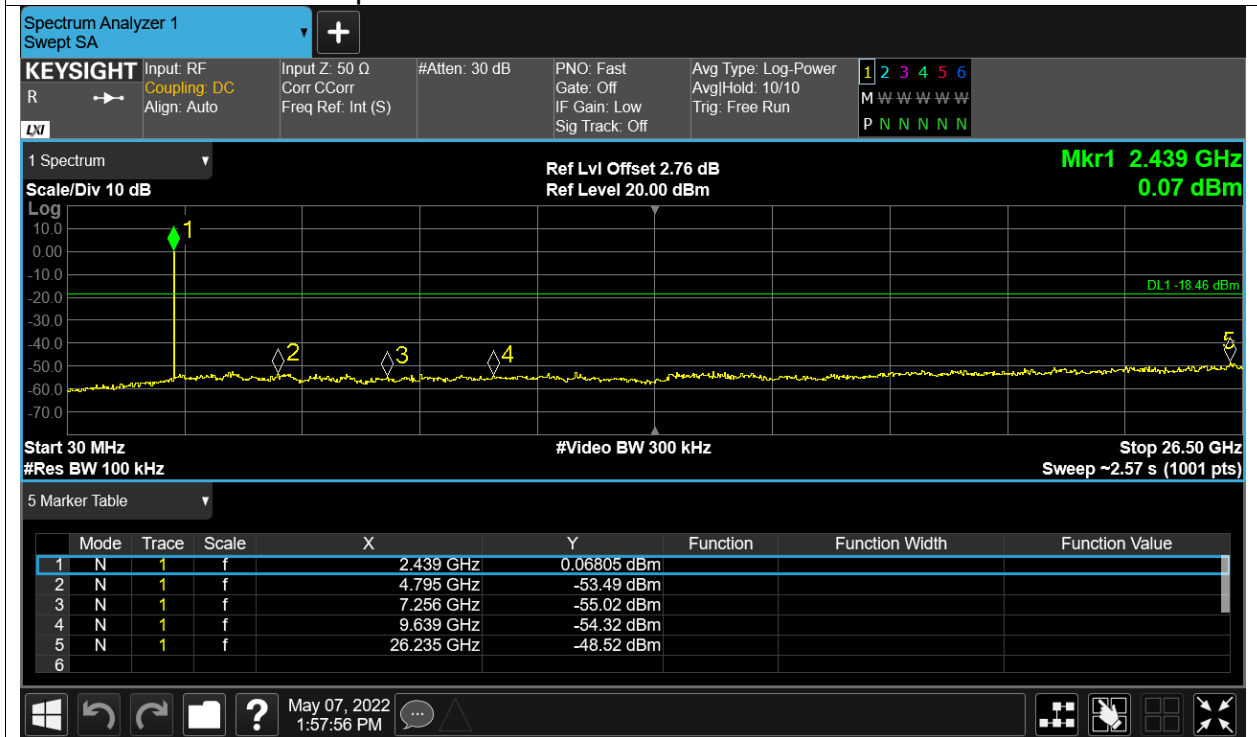 Spectrum Analyzer 1
Swept SA
+
KEYSIGHT Input: RF Input Z: 50 Ω #Atten: 30 dB PNO: Fast Avg Type: Log-Power 1 2 3 4 5 6
R Coupling: DC Corr CCorr Gate: Off Avg|Hold: 10/10 M W W W W W
Align: Auto Freq Ref: Int (S) IF Gain: Low Trig: Free Run
LXI Sig Track: Off P N N N N N
1 Spectrum Ref Lvl Offset 2.76 dB Mkr1 2.439 GHz
Scale/Div 10 dB Ref Level 20.00 dBm 0.07 dBm
Log
10.0 1
0.00
-10.0
DL1 -18.46 dBm
-20.0
-30.0
-40.0 5
2 3 4
-50.0
-60.0
-70.0
Start 30 MHz #Video BW 300 kHz Stop 26.50 GHz
#Res BW 100 kHz Sweep ~2.57 s (1001 pts)
5 Marker Table
Mode Trace Scale X Y Function Function Width Function Value
1 N 1 f 2.439 GHz 0.06805 dBm
2 N 1 f 4.795 GHz -53.49 dBm
3 N 1 f 7.256 GHz -55.02 dBm
4 N 1 f 9.639 GHz -54.32 dBm
5 N 1 f 26.235 GHz -48.52 dBm
6
? May 07, 2022
1:57:56 PM